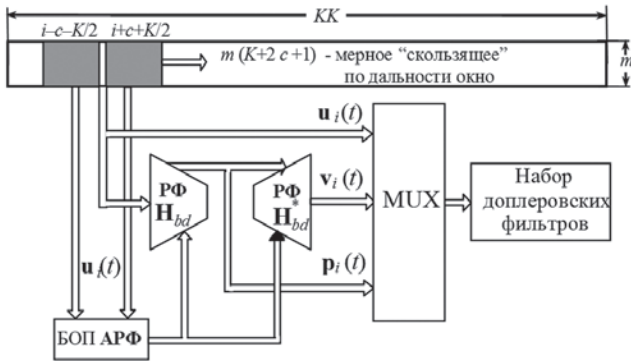 KK
i–c–K/2 i+c+K/2
m (K+2 c+1) - мерное “скользящее”
по дальности окно
m
u i(t)
РФ
H bd
РФ
H* bd
v i (t)
MUX
Набор
доплеровских
фильтров
u i(t)
p i (t)
БОП АРФ